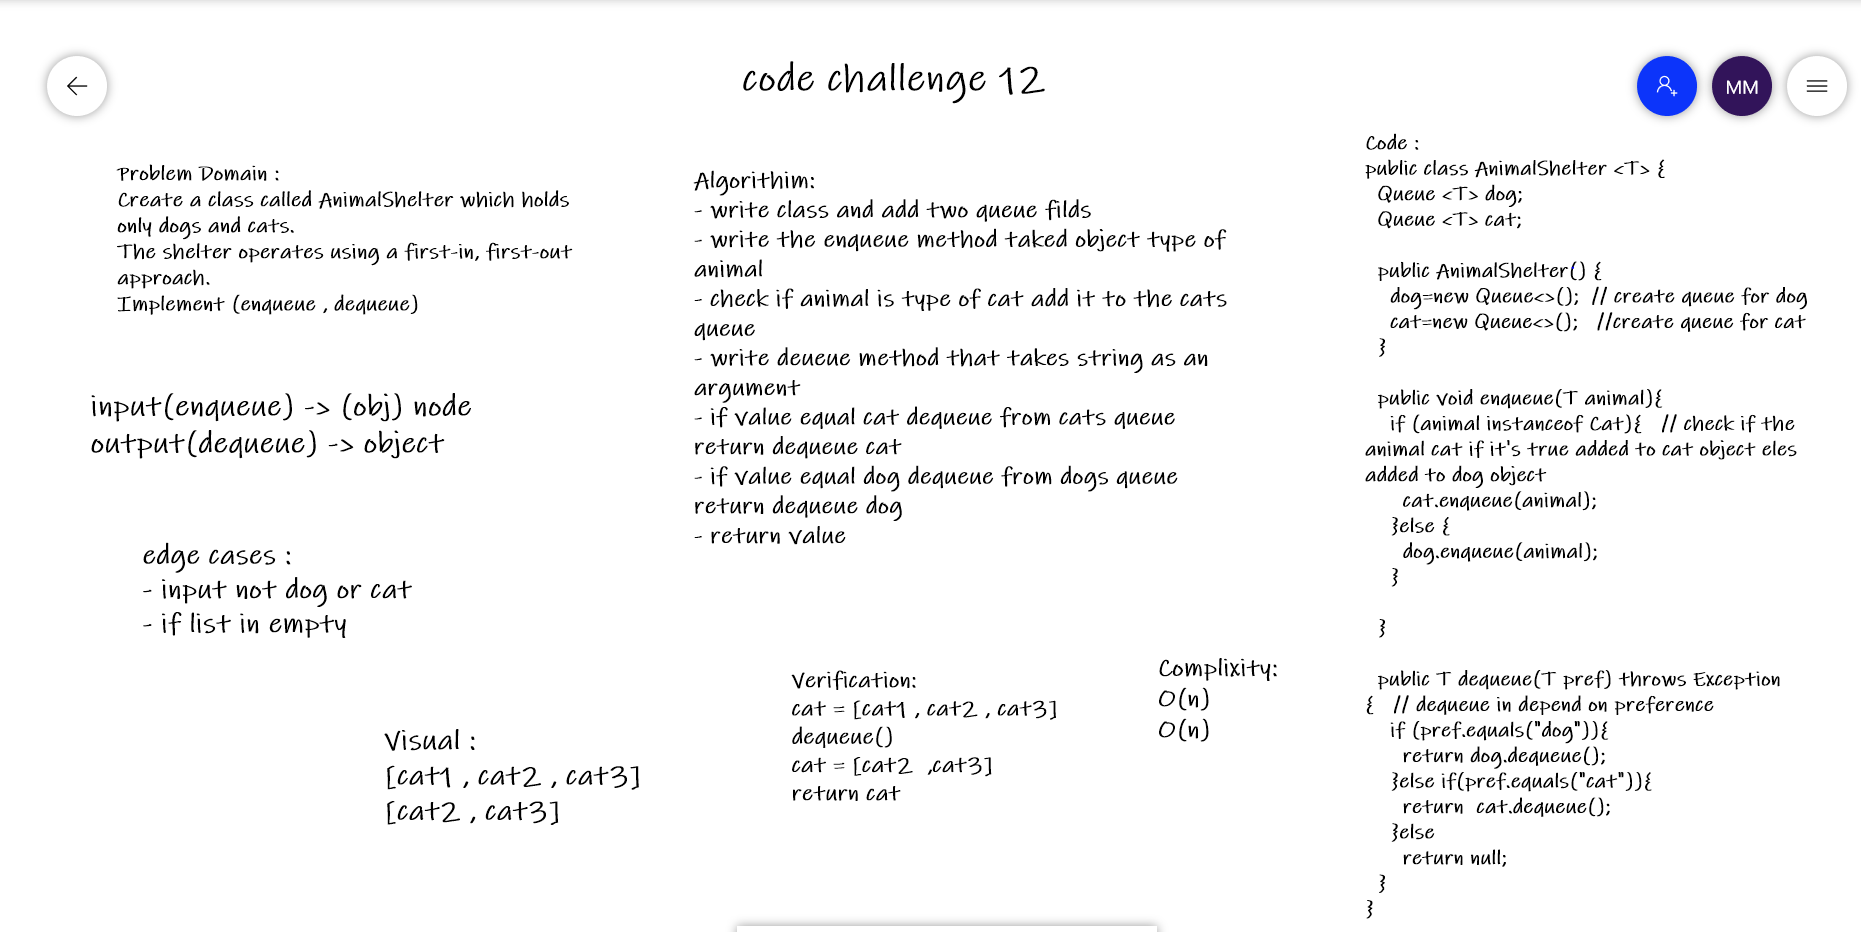 code challenge 12
MM
Problem Domain :
Create a class called AnimalShelter which holds
only dogs and cats.
The shelter operates using a first-in, first-out
approach.
Implement (enqueue , dequeue)
input(enqueue) -> (obj) node
output(dequeue) -> object
edge cases :
- input not dog or cat
- if list in empty
Visual :
[cat1 , cat2 , cat3]
[cat2 , cat3]
Algorithim:
- write class and add two queue filds
- write the enqueue method taked object type of
animal
- check if animal is type of cat add it to the cats
queue
- write deueue method that takes string as an
argument
- if value equal cat dequeue from cats queue
return dequeue cat
- if value equal dog dequeue from dogs queue
return dequeue dog
- return value
Verification:
cat = [cat1 , cat2 , cat3]
dequeue()
cat = [cat2  ,cat3]
return cat
Complixity:
O(n)
O(n)
Code :
public class AnimalShelter <T> {
Queue <T> dog;
Queue <T> cat;
public AnimalShelter() {
dog=new Queue<>();  // create queue for dog
cat=new Queue<>();   //create queue for cat
}
public void enqueue(T animal){
if (animal instanceof Cat){   // check if the
animal cat if it's true added to cat object eles
added to dog object
cat.enqueue(animal);
}else {
dog.enqueue(animal);
}
}
public T dequeue(T pref) throws Exception
{   // dequeue in depend on preference
if (pref.equals("dog")){
return dog.dequeue();
}else if(pref.equals("cat")){
return  cat.dequeue();
}else
return null;
}
}